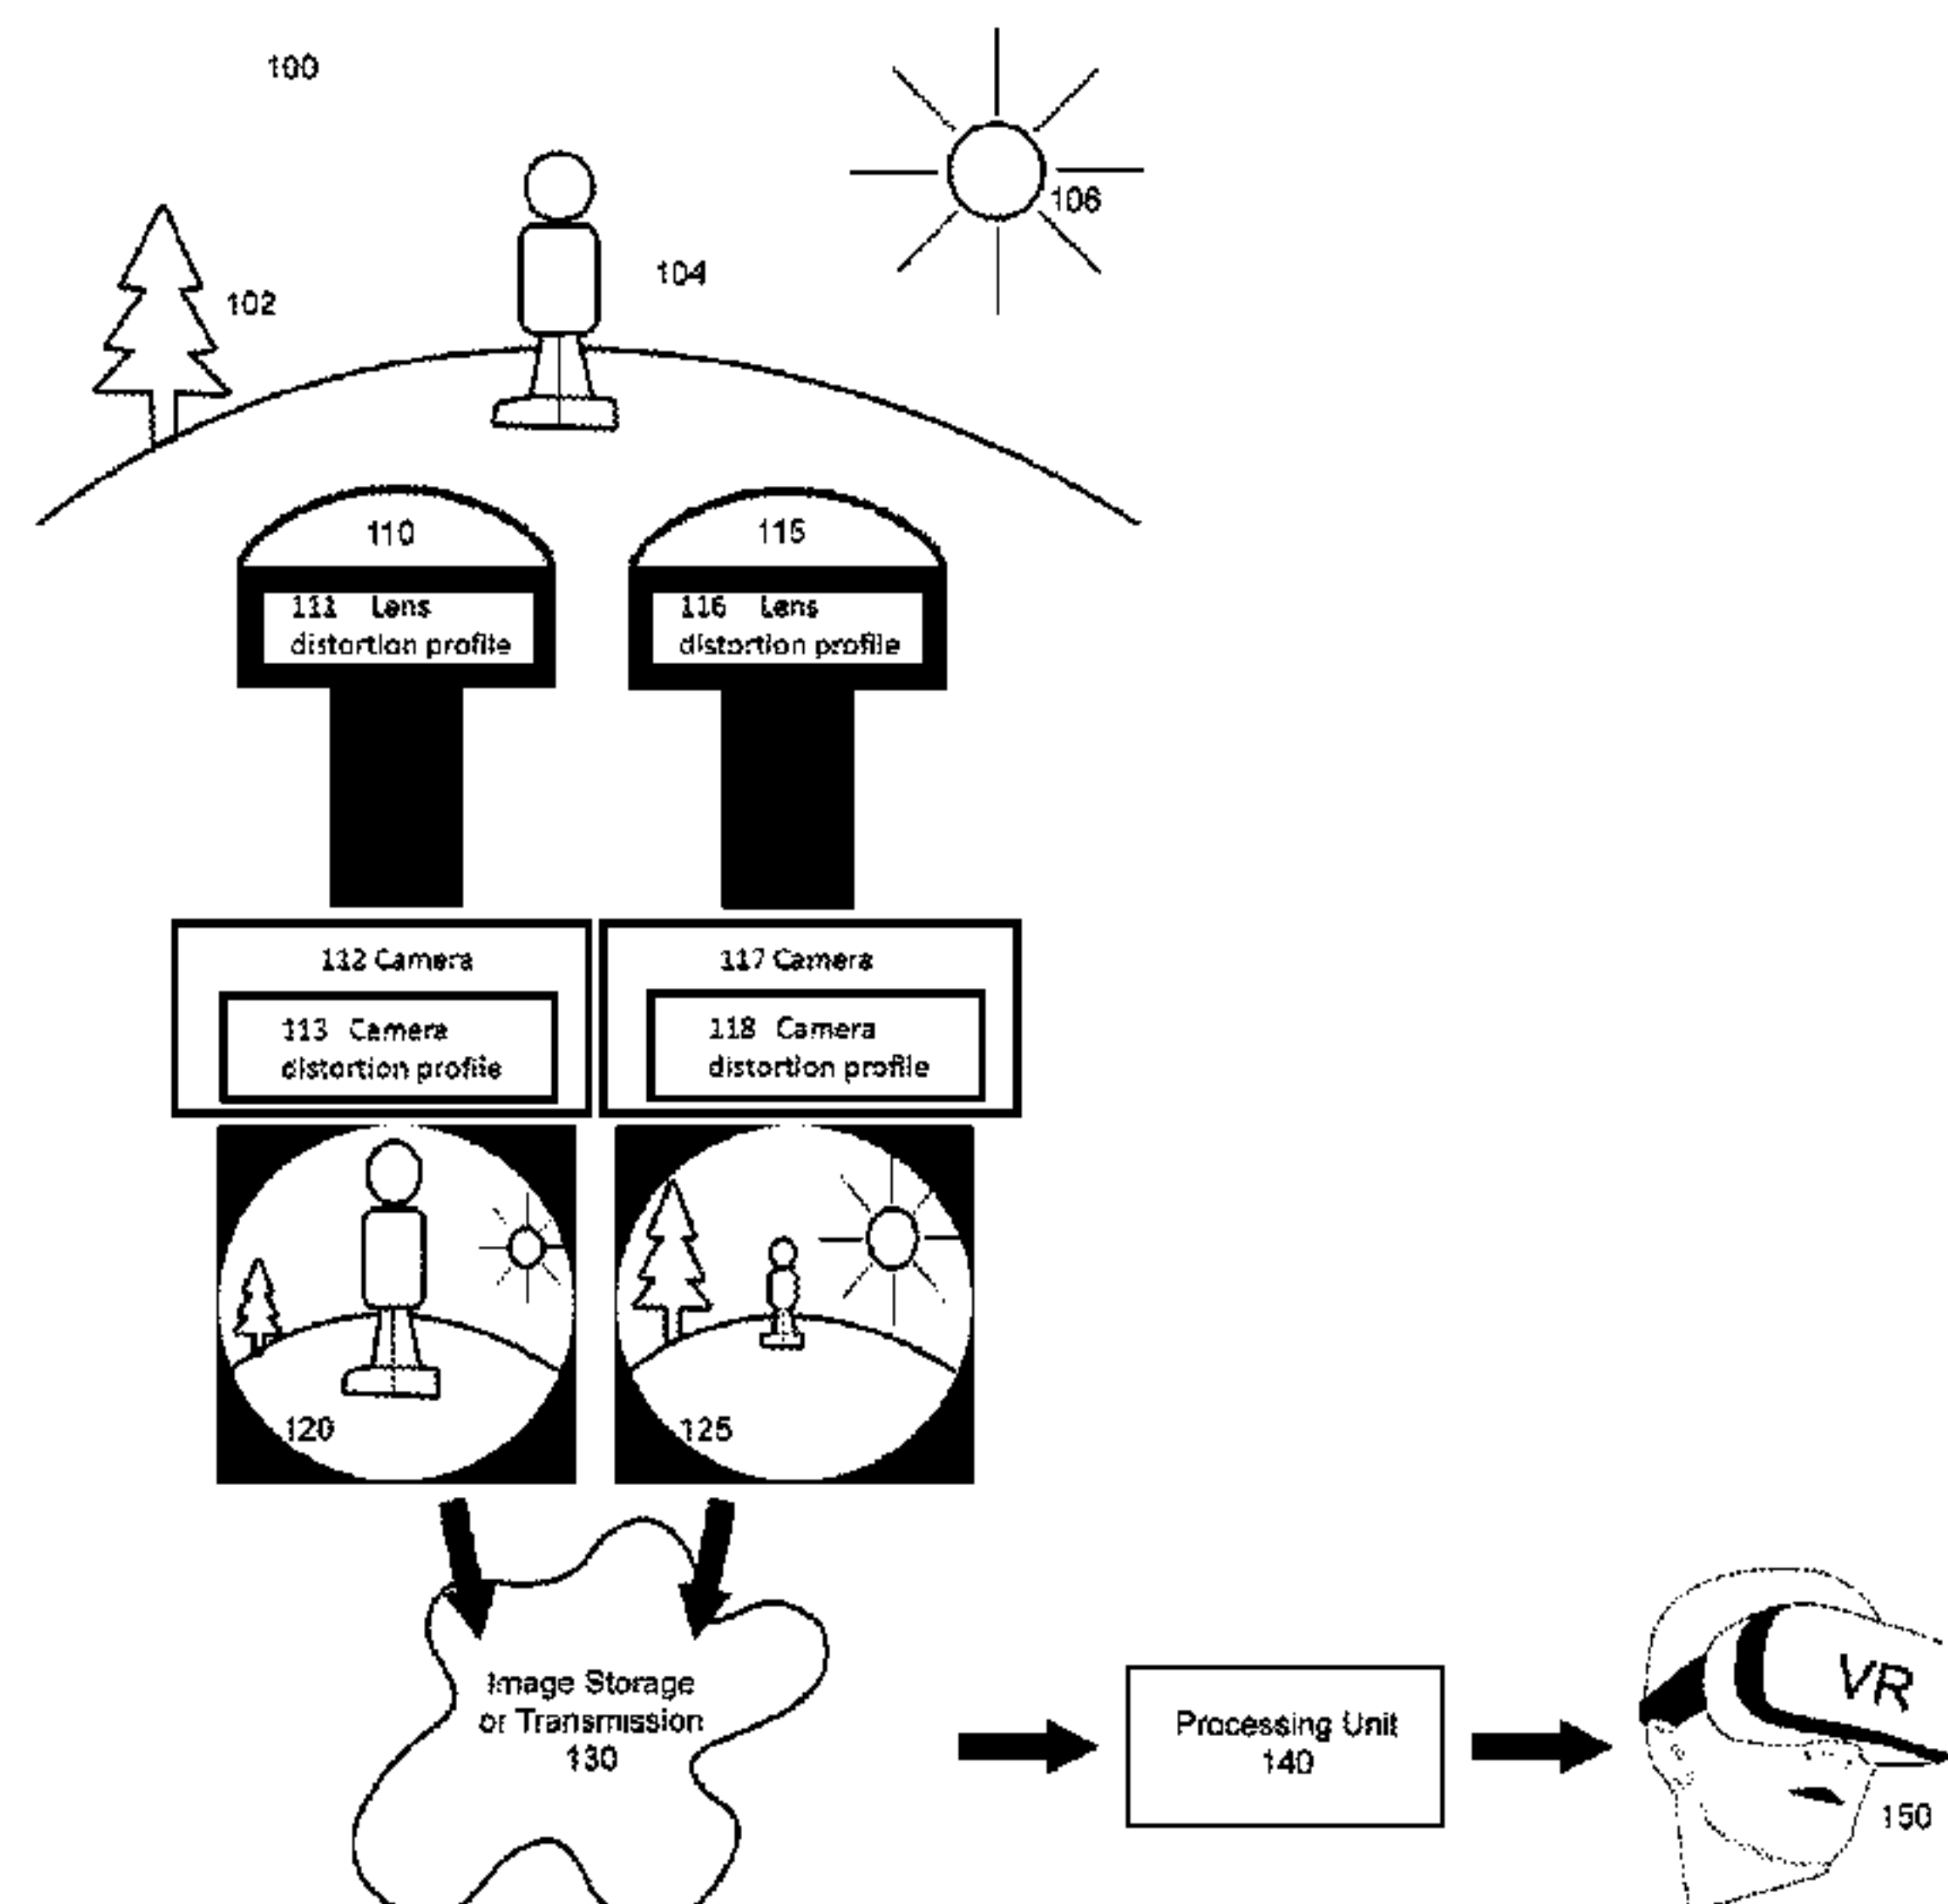 100
106
104
102
110
115
111 Lens
distortion profile
116 Lens
distortion profile
112 Camera
117 Camera
113 Camera
distortion profile
118 Camera
distortion profile
120
125
Image Storage
or Transmission
130
Processing Unit
140
VR
150